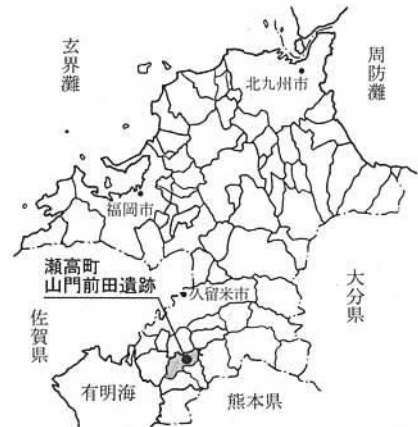 玄界灘
周防灘
北九州市
福岡市
瀬高町
山門前田遺跡
久留米市
大分県
佐賀県
有明海
熊本県